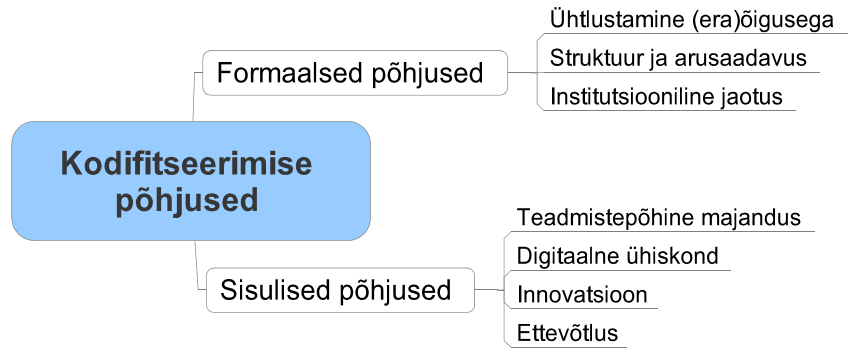 Kodifitseerimise
põhjused
Formaalsed põhjused
Ühtlustamine (era)õigusega
Struktuur ja arusaadavus
Institutsiooniline jaotus
Sisulised põhjused
Teadmistepõhine majandus
Digitaalne ühiskond
Innovatsioon
Ettevõtlus